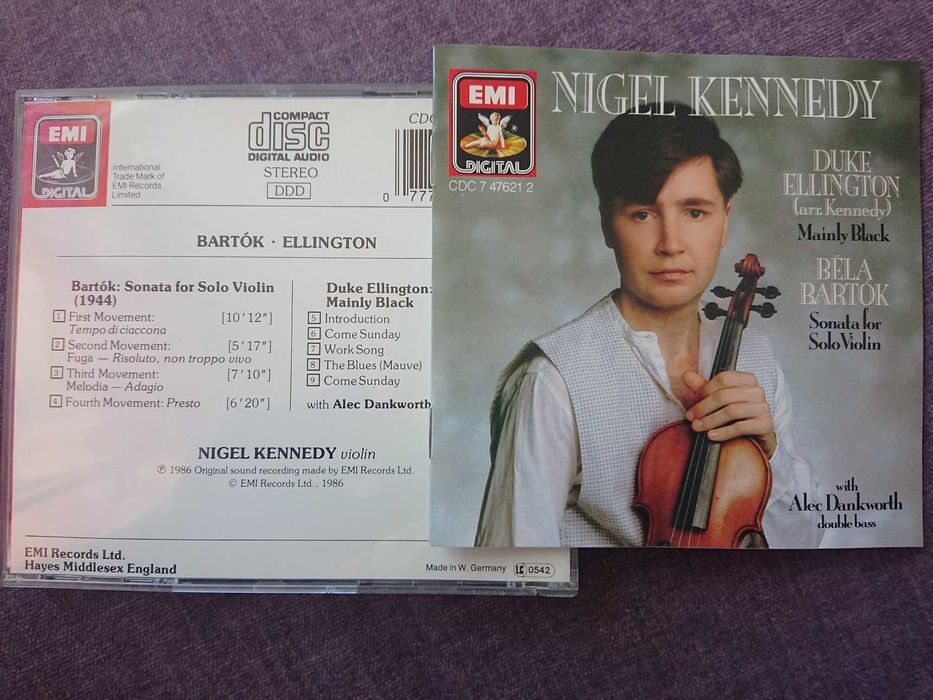 EMI
DIGITAL
International
Trade Mark of
EMI Records
Limited
COMPACT
disc
DIGITAL AUDIO
STEREO
DDD
CDC
0 777
BARTÓK · ELLINGTON
Bartók: Sonata for Solo Violin
(1944)
1 First Movement: [10'12"]
Tempo di ciaccona
2 Second Movement: [5'17"]
Fuga — Risoluto, non troppo vivo
3 Third Movement: [7'10"]
Melodia — Adagio
4 Fourth Movement: Presto [6'20"]
Duke Ellington:
Mainly Black
5 Introduction
6 Come Sunday
7 Work Song
8 The Blues (Mauve)
9 Come Sunday
with Alec Dankworth
NIGEL KENNEDY violin
℗ 1986 Original sound recording made by EMI Records Ltd.
© EMI Records Ltd., 1986
EMI Records Ltd.
Hayes Middlesex England
Made in W. Germany LC 0542
EMI
DIGITAL
CDC 7 47621 2
NIGEL KENNEDY
DUKE
ELLINGTON
(arr. Kennedy)
Mainly Black
BÉLA
BARTÓK
Sonata for
Solo Violin
with
Alec Dankworth
double bass